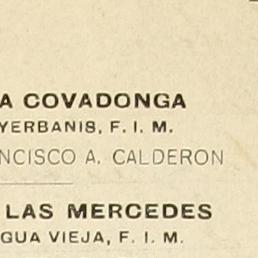 A COVADONGA
YERBANIS, F. I. M.
NCISCO A. CALDERON
LAS MERCEDES
GUA VIEJA, F. I. M.